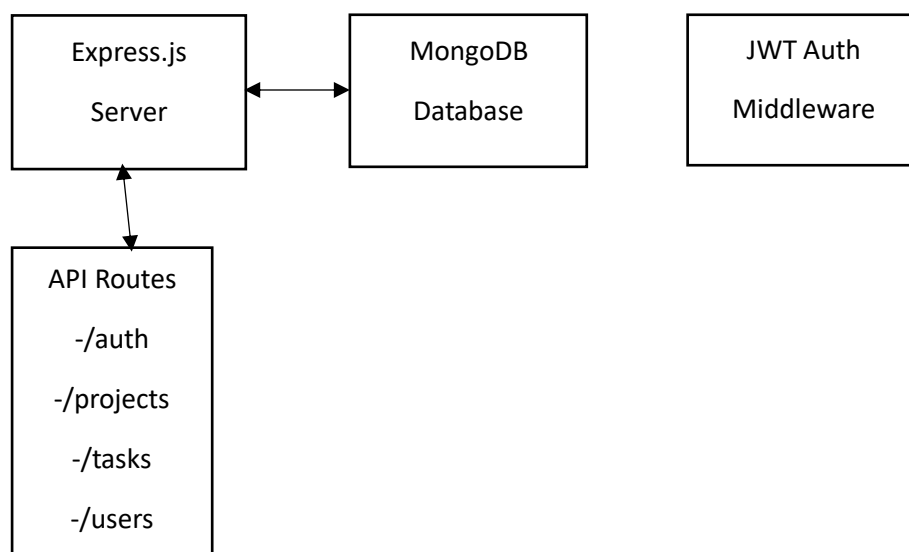 Express.js
Server
MongoDB
Database
JWT Auth
Middleware
API Routes
-/auth
-/projects
-/tasks
-/users